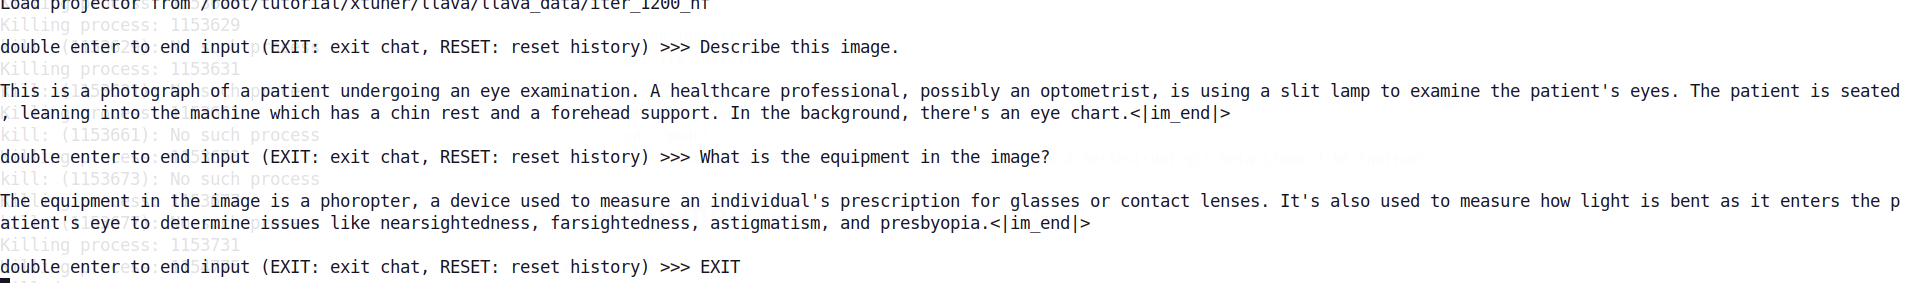 Load projector from /root/tutorial/xtuner/llava/llava_data/iter_1200_hf
Killing process: 1153629
double enter to end input (EXIT: exit chat, RESET: reset history) >>> Describe this image.
Killing process: 1153631
This is a photograph of a patient undergoing an eye examination. A healthcare professional, possibly an optometrist, is using a slit lamp to examine the patient's eyes. The patient is seated
, leaning into the machine which has a chin rest and a forehead support. In the background, there's an eye chart.<|im_end|>
kill: (1153661): No such process
double enter to end input (EXIT: exit chat, RESET: reset history) >>> What is the equipment in the image?
kill: (1153673): No such process
The equipment in the image is a phoropter, a device used to measure an individual's prescription for glasses or contact lenses. It's also used to measure how light is bent as it enters the p
atient's eye to determine issues like nearsightedness, farsightedness, astigmatism, and presbyopia.<|im_end|>
Killing process: 1153731
double enter to end input (EXIT: exit chat, RESET: reset history) >>> EXIT